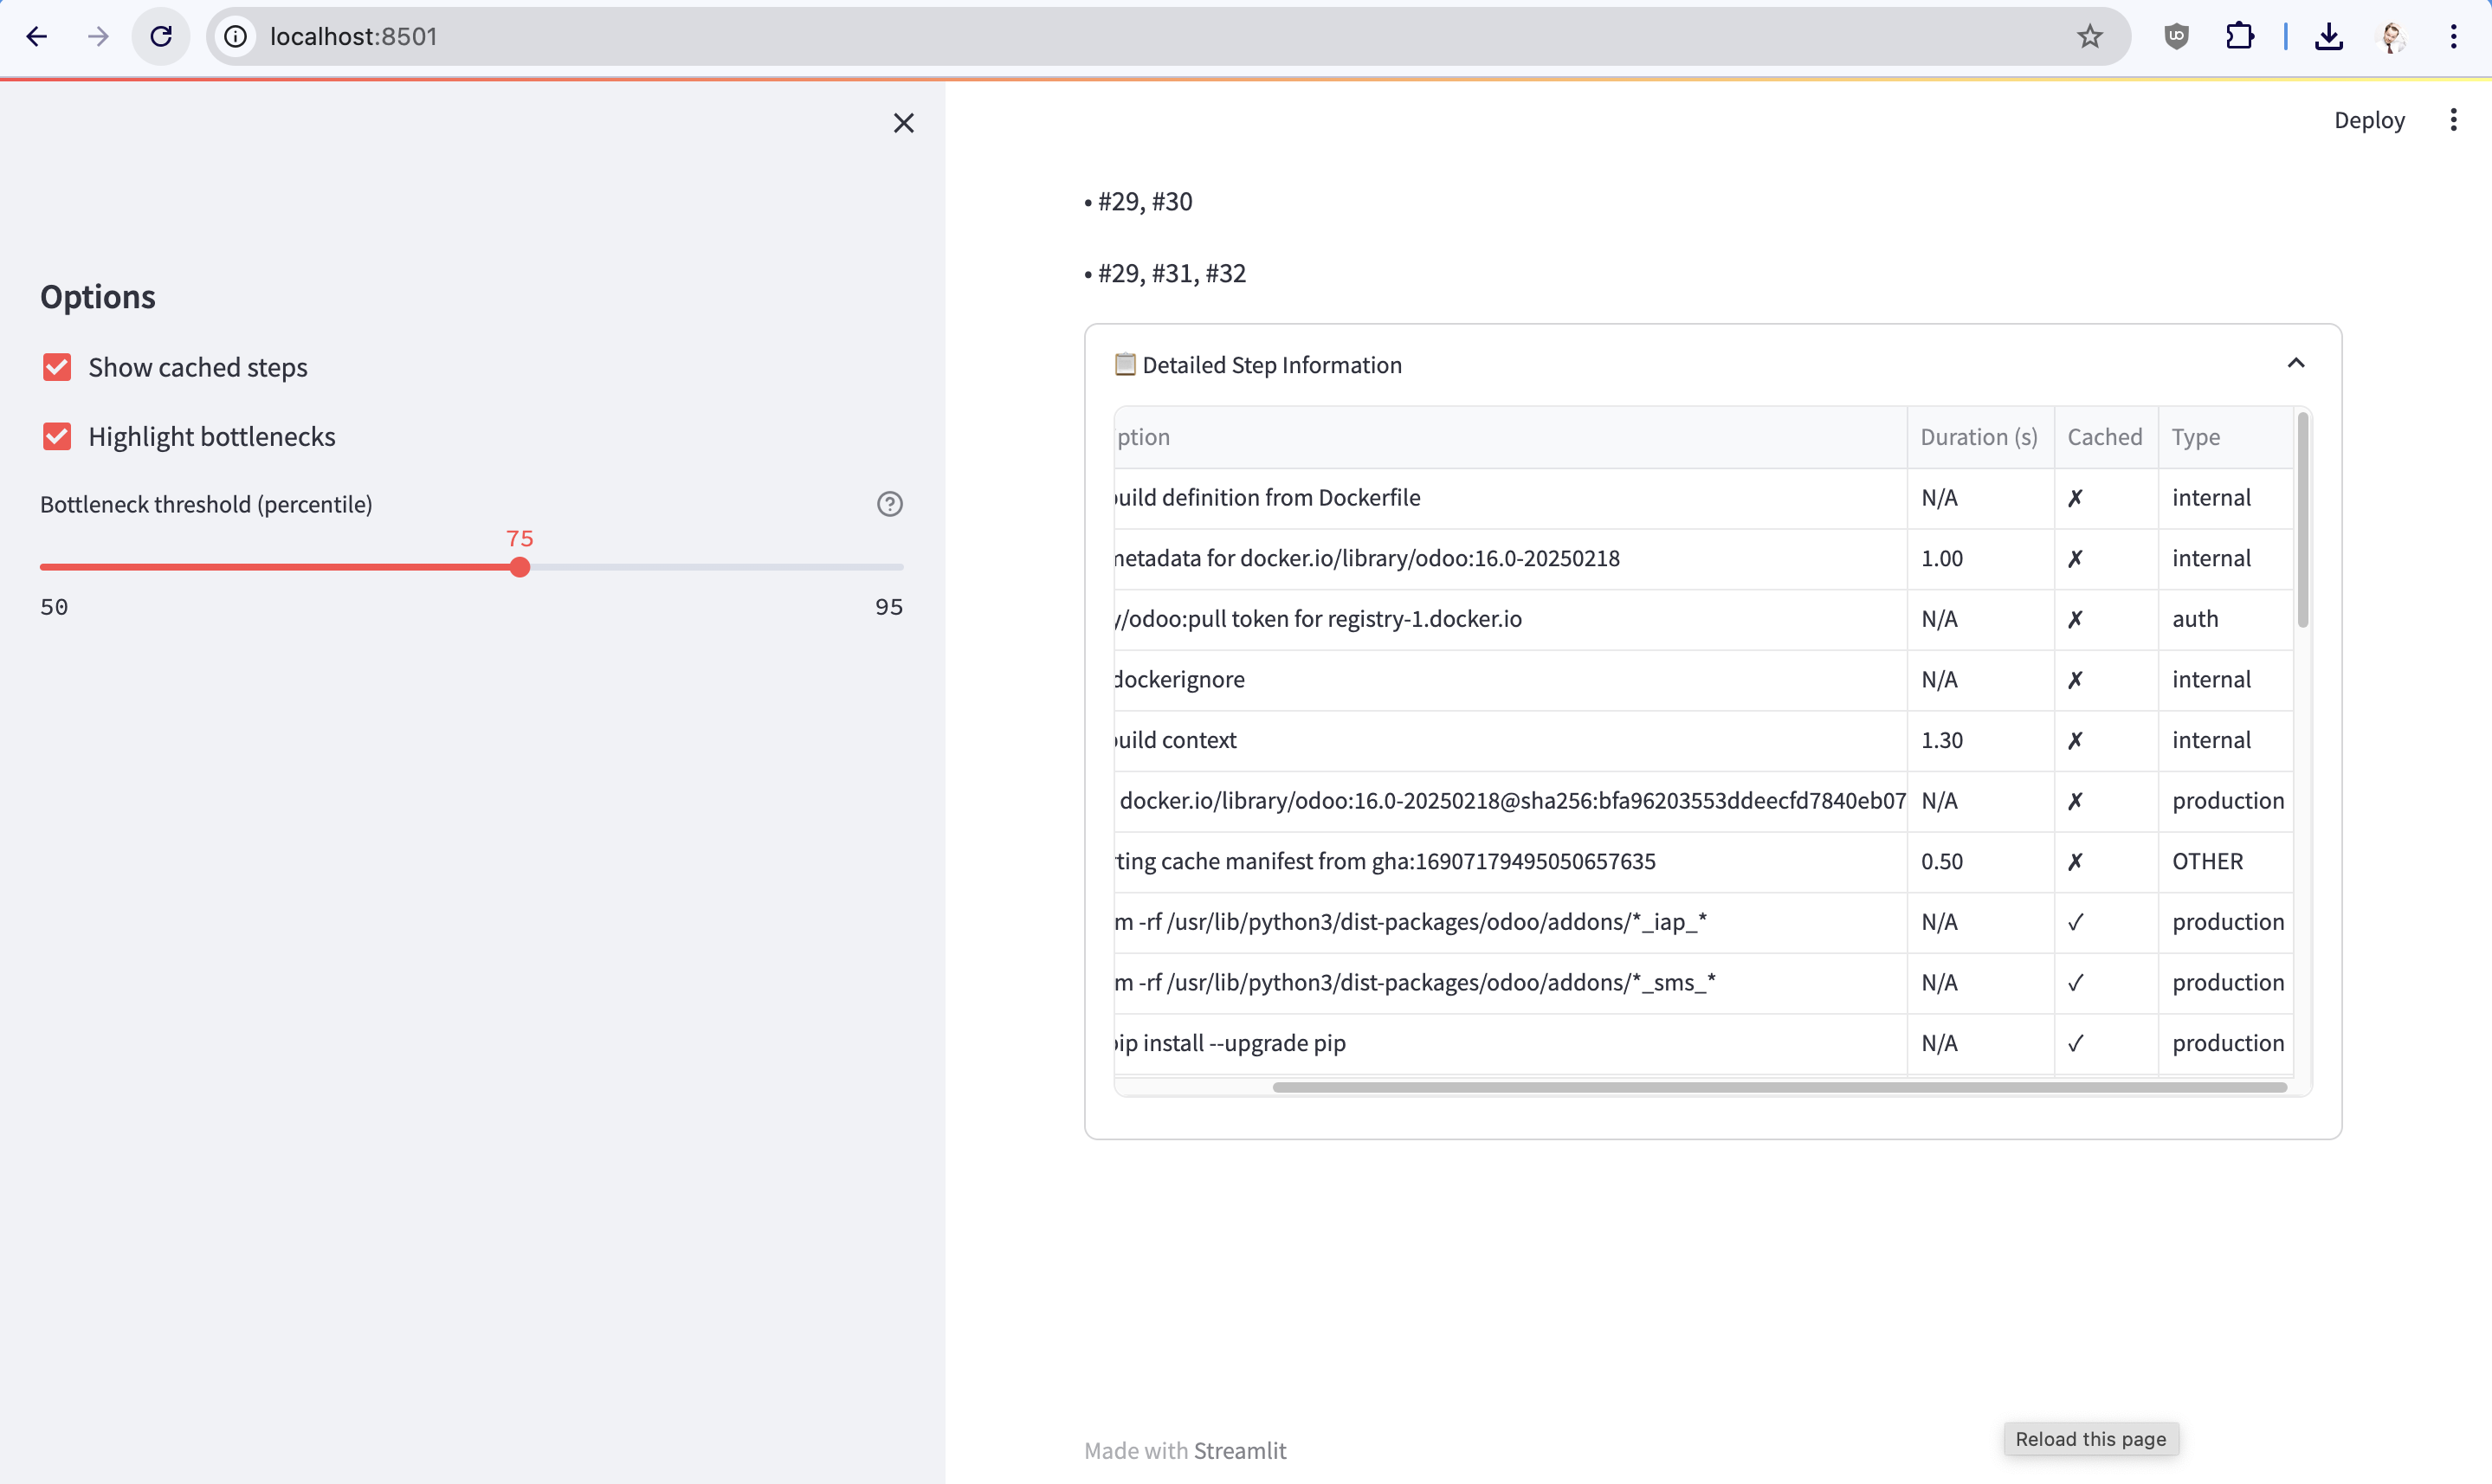 localhost:8501
Deploy
Options
Show cached steps
Highlight bottlenecks
Bottleneck threshold (percentile)
75
50 95
• #29, #30
• #29, #31, #32
📋 Detailed Step Information
ption Duration (s) Cached Type
uild definition from Dockerfile N/A ✗ internal
metadata for docker.io/library/odoo:16.0-20250218 1.00 ✗ internal
y/odoo:pull token for registry-1.docker.io N/A ✗ auth
dockerignore N/A ✗ internal
uild context 1.30 ✗ internal
docker.io/library/odoo:16.0-20250218@sha256:bfa96203553ddeecfd7840eb07 N/A ✗ production
ting cache manifest from gha:16907179495050657635 0.50 ✗ OTHER
m -rf /usr/lib/python3/dist-packages/odoo/addons/*_iap_* N/A ✓ production
m -rf /usr/lib/python3/dist-packages/odoo/addons/*_sms_* N/A ✓ production
ip install --upgrade pip N/A ✓ production
Made with Streamlit
Reload this page